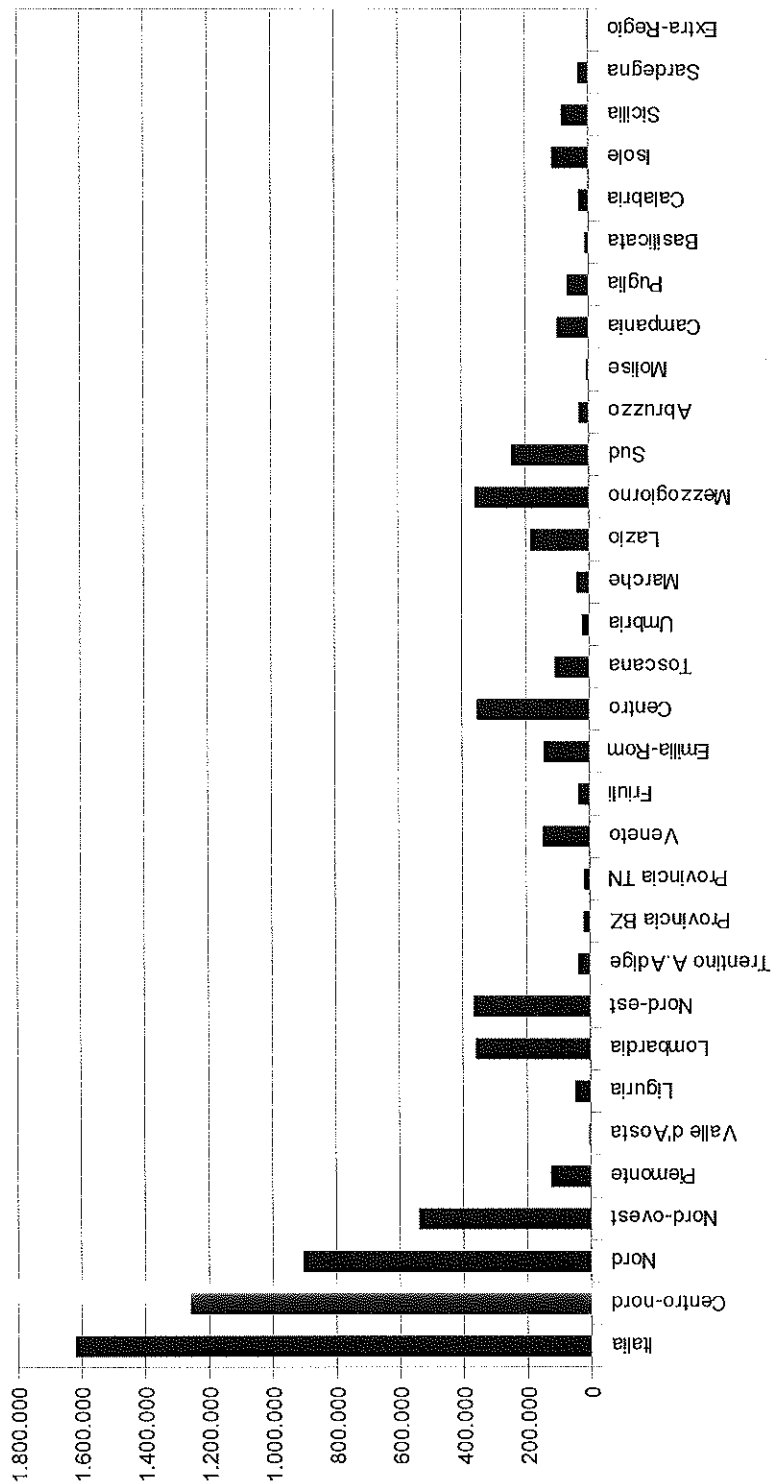 1.800.000
1.600.000
1.400.000
1.200.000
1.000.000
800.000
600.000
400.000
200.000
0
Italia
Centro-nord
Nord
Nord-ovest
Piemonte
Valle d'Aosta
Liguria
Lombardia
Nord-est
Trentino A.Adige
Provincia BZ
Provincia TN
Veneto
Friuli
Emilia-Rom
Centro
Toscana
Umbria
Marche
Lazio
Mezzogiorno
Sud
Abruzzo
Molise
Campania
Puglia
Basilicata
Calabria
Isole
Sicilia
Sardegna
Extra-Regio